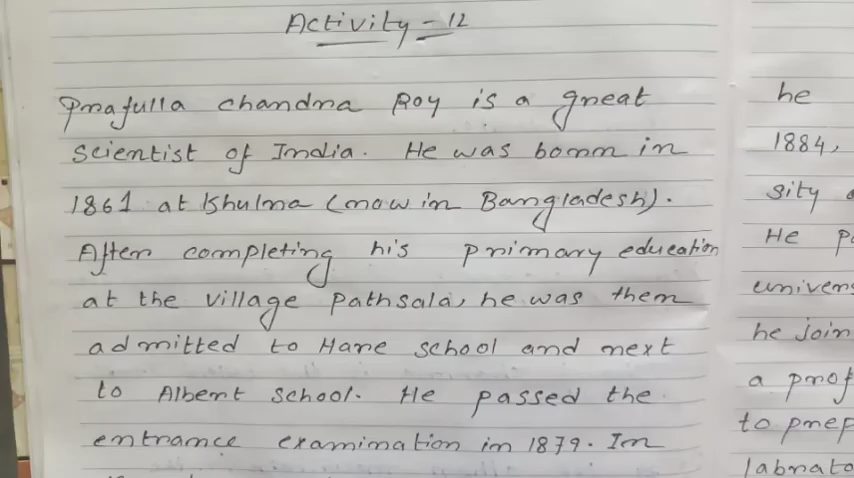 Activity - 12
Prafulla chandra Roy is a great
scientist of India. He was born in
1861 at Khulna (now in Bangladesh).
After completing his primary education
at the village Pathsala, he was then
admitted to Hare school and next
to Albert school. He passed the
entrance examination in 1879. In
he
1884,
sity
He
univers
he join
a prof
to prep
labrato